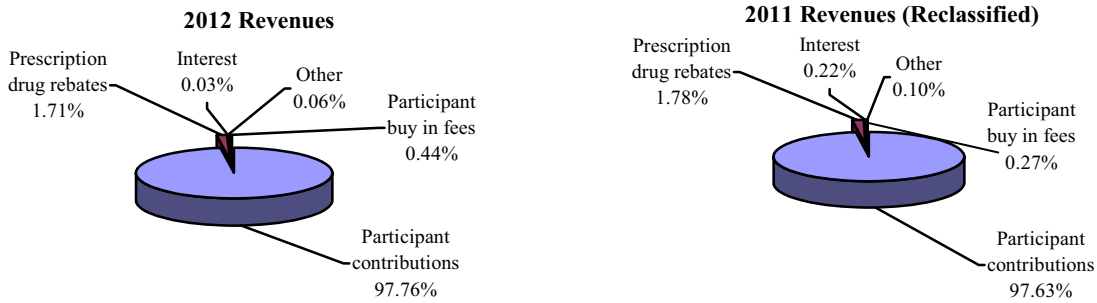 2012 Revenues
Prescription
drug rebates
1.71%
Interest
0.03%
Other
0.06%
Participant
buy in fees
0.44%
Participant
contributions
97.76%
2011 Revenues (Reclassified)
Prescription
drug rebates
1.78%
Interest
0.22%
Other
0.10%
Participant
buy in fees
0.27%
Participant
contributions
97.63%